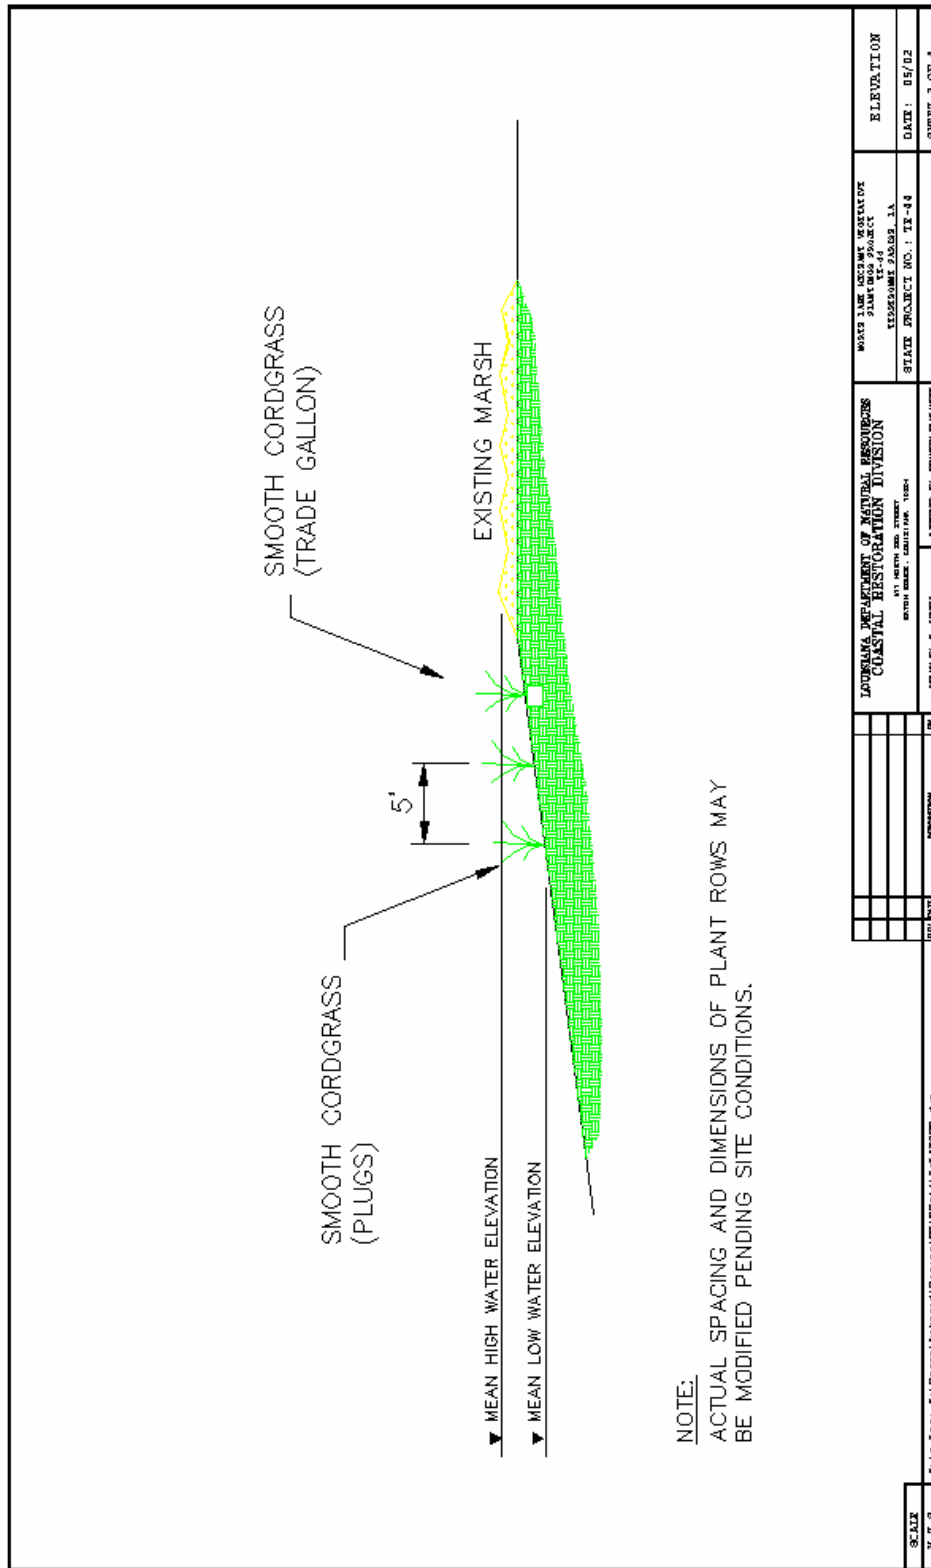 SMOOTH CORDGRASS
(TRADE GALLON)
SMOOTH CORDGRASS
(PLUGS)
5'
EXISTING MARSH
MEAN HIGH WATER ELEVATION
MEAN LOW WATER ELEVATION
NOTE:
ACTUAL SPACING AND DIMENSIONS OF PLANT ROWS MAY
BE MODIFIED PENDING SITE CONDITIONS.
SCALE
LOUISIANA DEPARTMENT OF NATURAL RESOURCES
COASTAL RESTORATION DIVISION
TE-44
STATE PROJECT NO.: TE-44
ELEVATION
DATE: 05/02